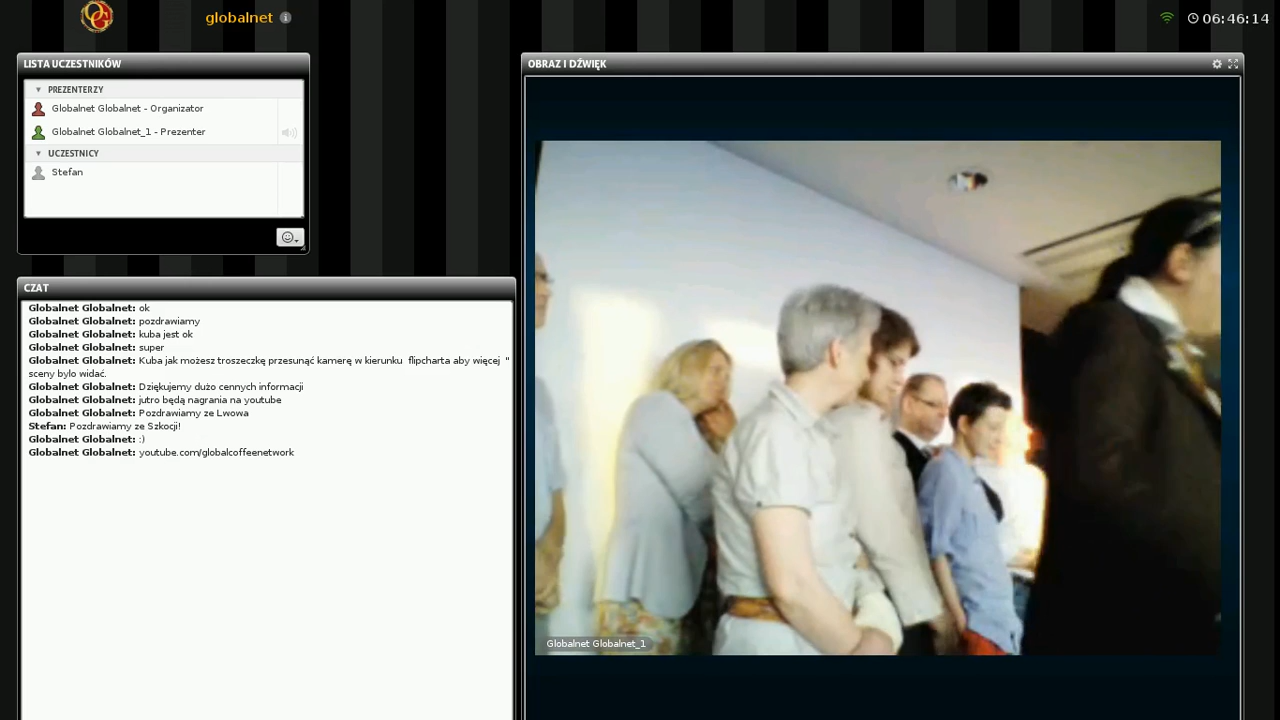 OG
globalnet
06:46:14
LISTA UCZESTNIKÓW
PREZENTERZY
Globalnet Globalnet - Organizator
Globalnet Globalnet_1 - Prezenter
UCZESTNICY
Stefan
CZAT
Globalnet Globalnet: ok
Globalnet Globalnet: pozdrawiamy
Globalnet Globalnet: kuba jest ok
Globalnet Globalnet: super
Globalnet Globalnet: Kuba jak możesz troszeczkę przesunąć kamerę w kierunku flipcharta aby więcej "
sceny bylo widać.
Globalnet Globalnet: Dziękujemy dużo cennych informacji
Globalnet Globalnet: jutro będą nagrania na youtube
Globalnet Globalnet: Pozdrawiamy ze Lwowa
Stefan: Pozdrawiamy ze Szkocji!
Globalnet Globalnet: :)
Globalnet Globalnet: youtube.com/globalcoffeenetwork
OBRAZ I DŹWIĘK
Globalnet Globalnet_1